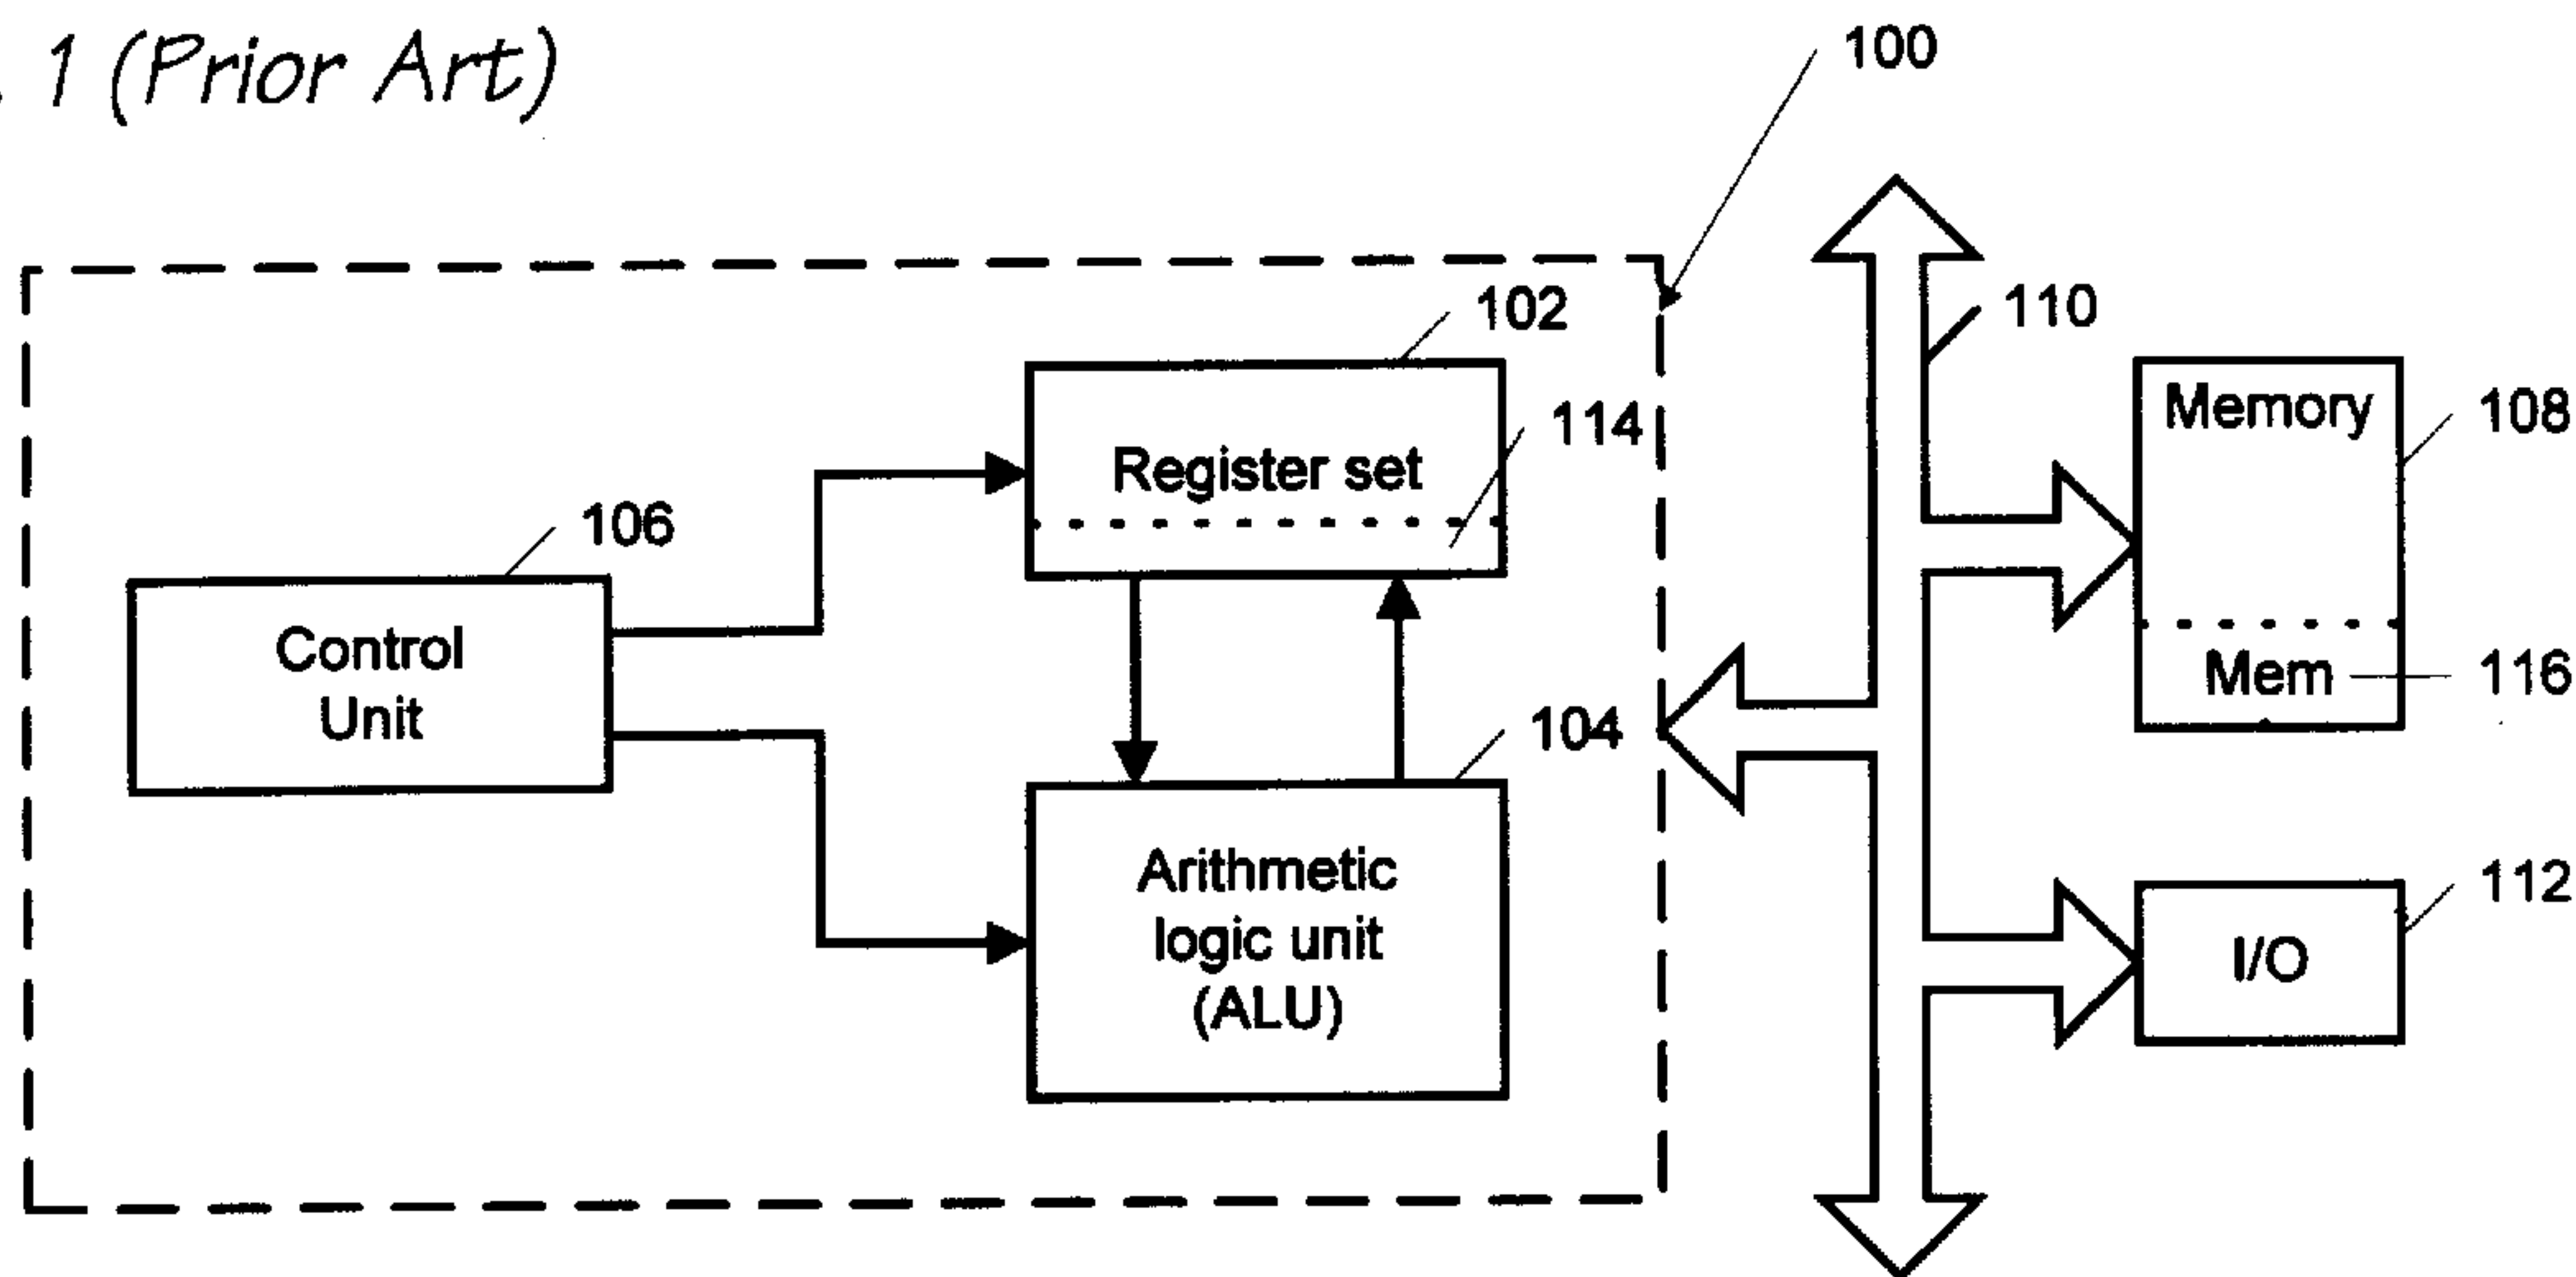 . 1 (Prior Art)
100
102
110
Memory
108
114
Register set
106
Control
Unit
Mem
116
104
Arithmetic
logic unit
(ALU)
112
I/O